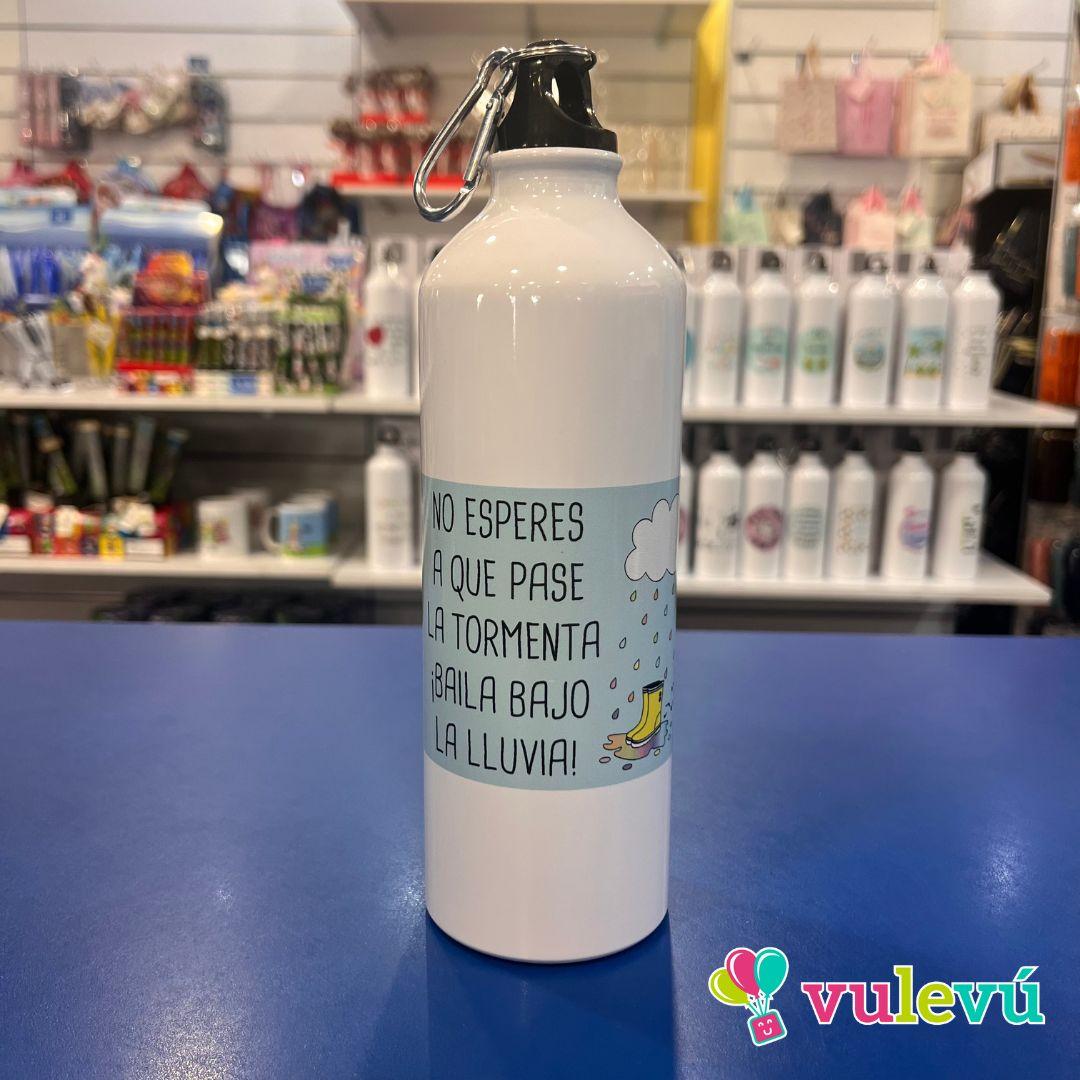 NO ESPERES
A QUE PASE
LA TORMENTA
¡BAILA BAJO
LA LLUVIA!
vulevú